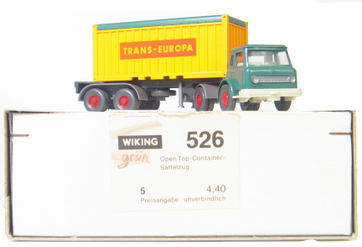 TRANS-EUROPA
WIKING 526
grün
Open Top-Container-
Sattelzug
5 4,40
Preisangabe unverbindlich